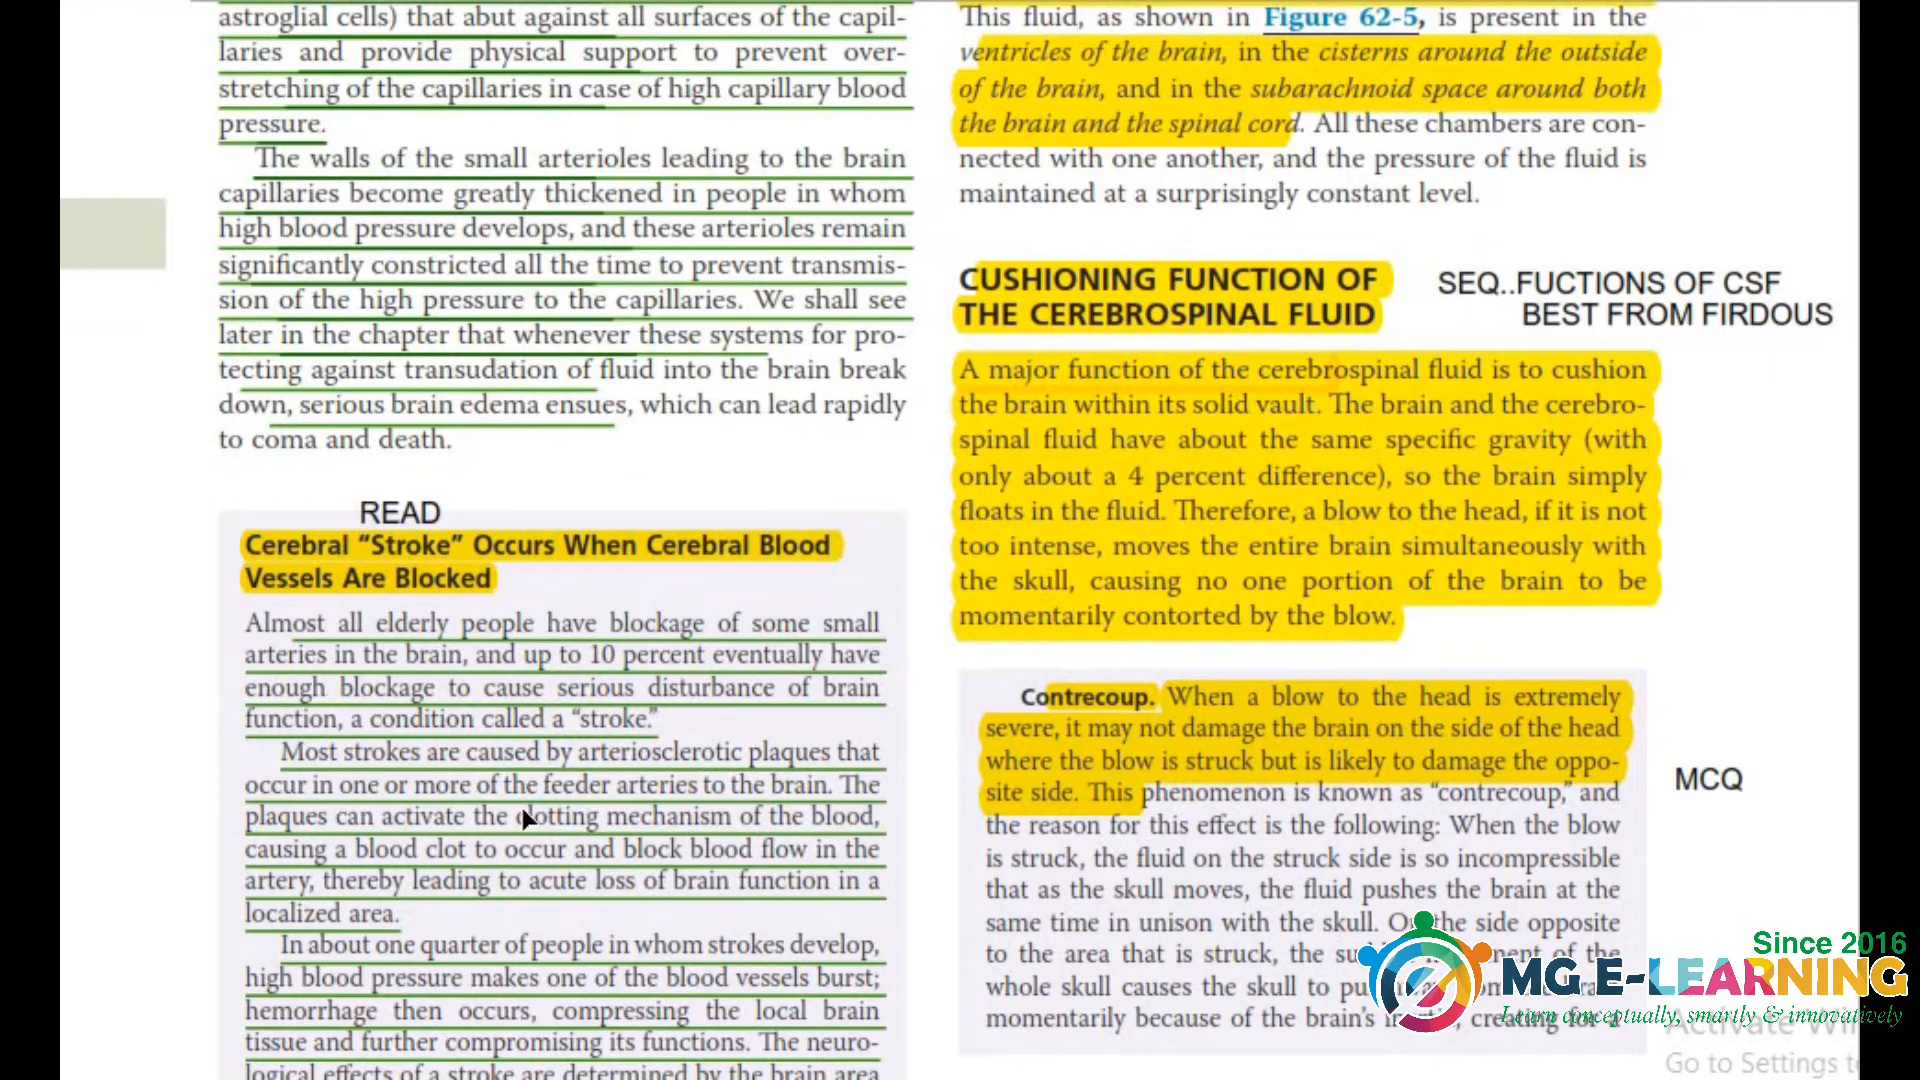 astroglial cells) that abut against all surfaces of the capil-
laries and provide physical support to prevent over-
stretching of the capillaries in case of high capillary blood
pressure.
The walls of the small arterioles leading to the brain
capillaries become greatly thickened in people in whom
high blood pressure develops, and these arterioles remain
significantly constricted all the time to prevent transmis-
sion of the high pressure to the capillaries. We shall see
later in the chapter that whenever these systems for pro-
tecting against transudation of fluid into the brain break
down, serious brain edema ensues, which can lead rapidly
to coma and death.
READ
Cerebral “Stroke” Occurs When Cerebral Blood
Vessels Are Blocked
Almost all elderly people have blockage of some small
arteries in the brain, and up to 10 percent eventually have
enough blockage to cause serious disturbance of brain
function, a condition called a “stroke.”
Most strokes are caused by arteriosclerotic plaques that
occur in one or more of the feeder arteries to the brain. The
plaques can activate the clotting mechanism of the blood,
causing a blood clot to occur and block blood flow in the
artery, thereby leading to acute loss of brain function in a
localized area.
In about one quarter of people in whom strokes develop,
high blood pressure makes one of the blood vessels burst;
hemorrhage then occurs, compressing the local brain
tissue and further compromising its functions. The neuro-
logical effects of a stroke are determined by the brain area
This fluid, as shown in Figure 62-5, is present in the
ventricles of the brain, in the cisterns around the outside
of the brain, and in the subarachnoid space around both
the brain and the spinal cord. All these chambers are con-
nected with one another, and the pressure of the fluid is
maintained at a surprisingly constant level.
CUSHIONING FUNCTION OF
THE CEREBROSPINAL FLUID
SEQ..FUCTIONS OF CSF
BEST FROM FIRDOUS
A major function of the cerebrospinal fluid is to cushion
the brain within its solid vault. The brain and the cerebro-
spinal fluid have about the same specific gravity (with
only about a 4 percent difference), so the brain simply
floats in the fluid. Therefore, a blow to the head, if it is not
too intense, moves the entire brain simultaneously with
the skull, causing no one portion of the brain to be
momentarily contorted by the blow.
Contrecoup. When a blow to the head is extremely
severe, it may not damage the brain on the side of the head
where the blow is struck but is likely to damage the oppo-
site side. This phenomenon is known as “contrecoup,” and
the reason for this effect is the following: When the blow
is struck, the fluid on the struck side is so incompressible
that as the skull moves, the fluid pushes the brain at the
same time in unison with the skull. On the side opposite
to the area that is struck, the of the
whole skull causes the skull to
momentarily because of the brain’s
MCQ
Since 2016
MG E-LEARNING
Learn conceptually, smartly & innovatively
Go to Settings